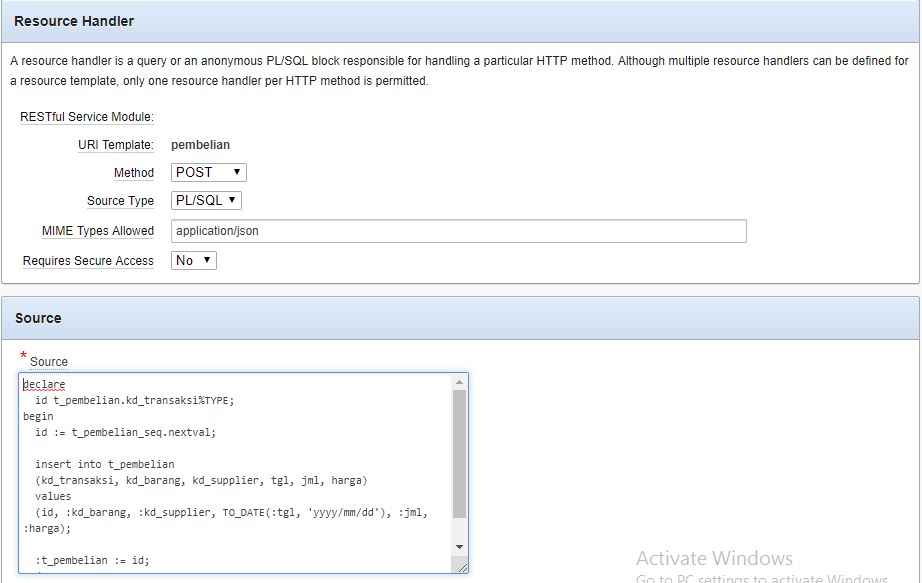 Resource Handler
A resource handler is a query or an anonymous PL/SQL block responsible for handling a particular HTTP method. Although multiple resource handlers can be defined for
a resource template, only one resource handler per HTTP method is permitted.
RESTful Service Module:
URI Template: pembelian
Method POST
Source Type PL/SQL
MIME Types Allowed application/json
Requires Secure Access No
Source
* Source
declare
id t_pembelian.kd_transaksi%TYPE;
begin
id := t_pembelian_seq.nextval;
insert into t_pembelian
(kd_transaksi, kd_barang, kd_supplier, tgl, jml, harga)
values
(id, :kd_barang, :kd_supplier, TO_DATE(:tgl, 'yyyy/mm/dd'), :jml,
:harga);
:t_pembelian := id;
Activate Windows
Go to PC settings to activate Windows